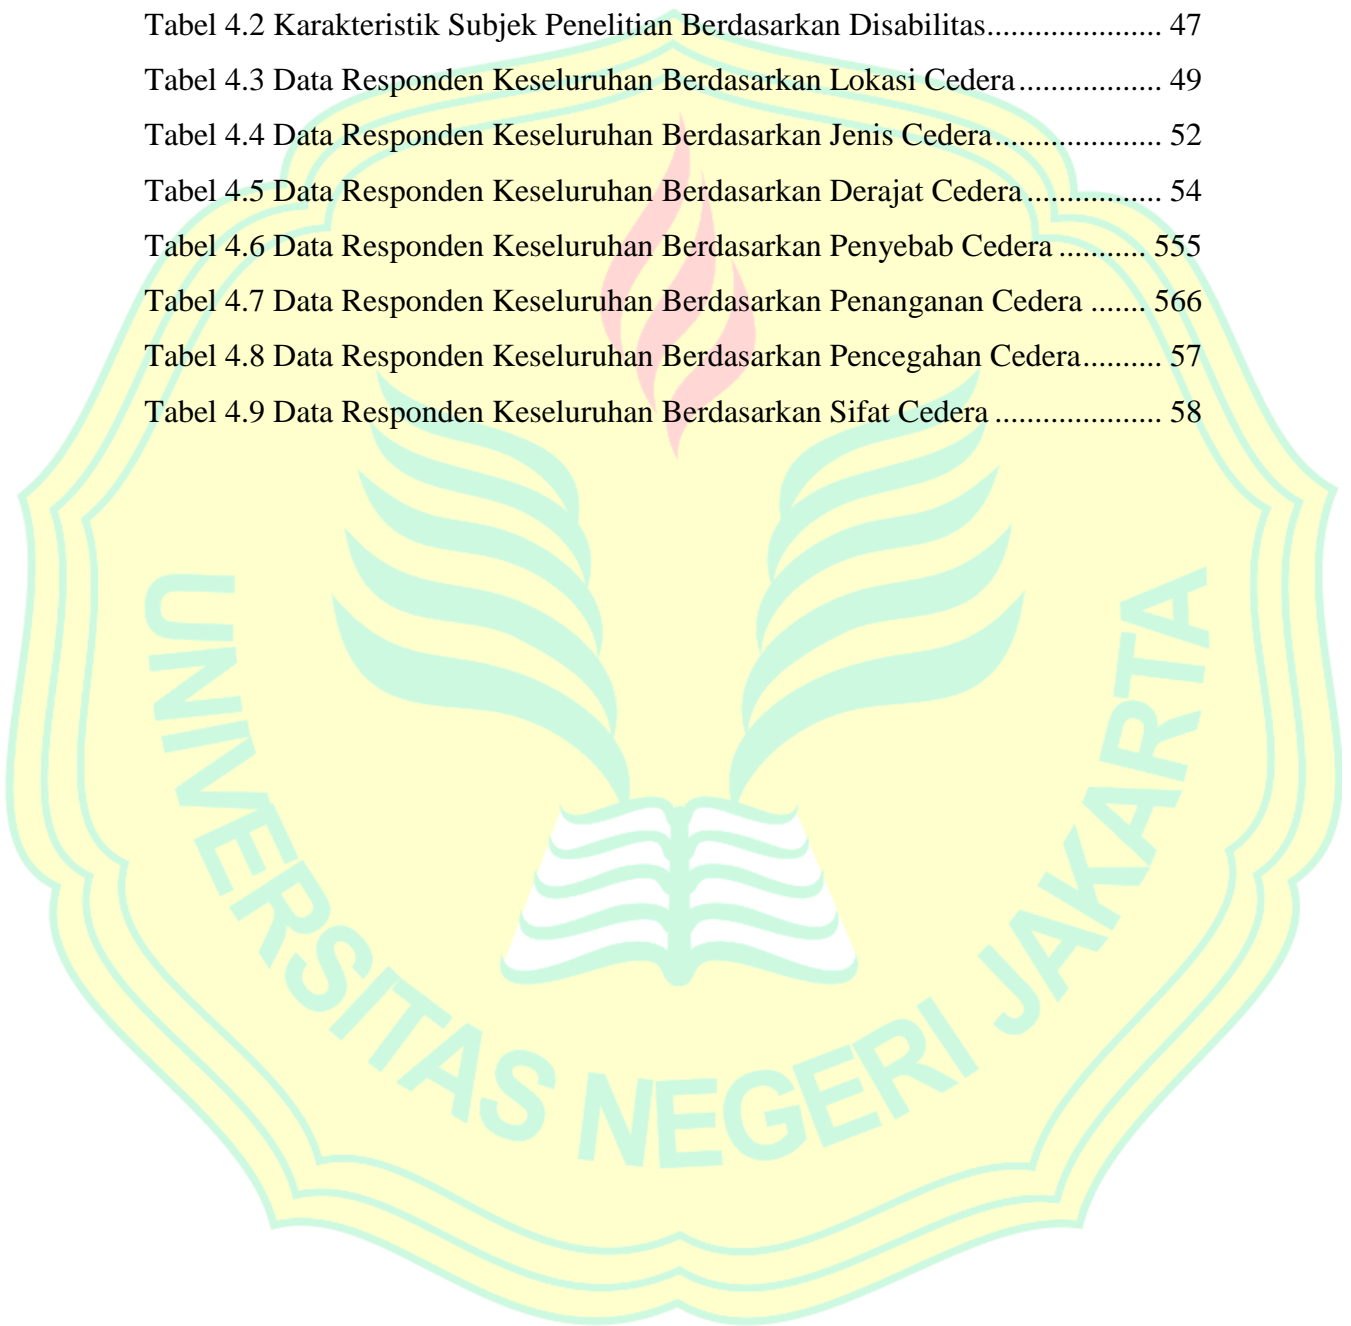 Tabel 4.2 Karakteristik Subjek Penelitian Berdasarkan Disabilitas..................... 47
Tabel 4.3 Data Responden Keseluruhan Berdasarkan Lokasi Cedera................. 49
Tabel 4.4 Data Responden Keseluruhan Berdasarkan Jenis Cedera.................... 52
Tabel 4.5 Data Responden Keseluruhan Berdasarkan Derajat Cedera................ 54
Tabel 4.6 Data Responden Keseluruhan Berdasarkan Penyebab Cedera ........... 555
Tabel 4.7 Data Responden Keseluruhan Berdasarkan Penanganan Cedera ....... 566
Tabel 4.8 Data Responden Keseluruhan Berdasarkan Pencegahan Cedera.......... 57
Tabel 4.9 Data Responden Keseluruhan Berdasarkan Sifat Cedera .................... 58
UNIVERSITAS NEGERI JAKARTA